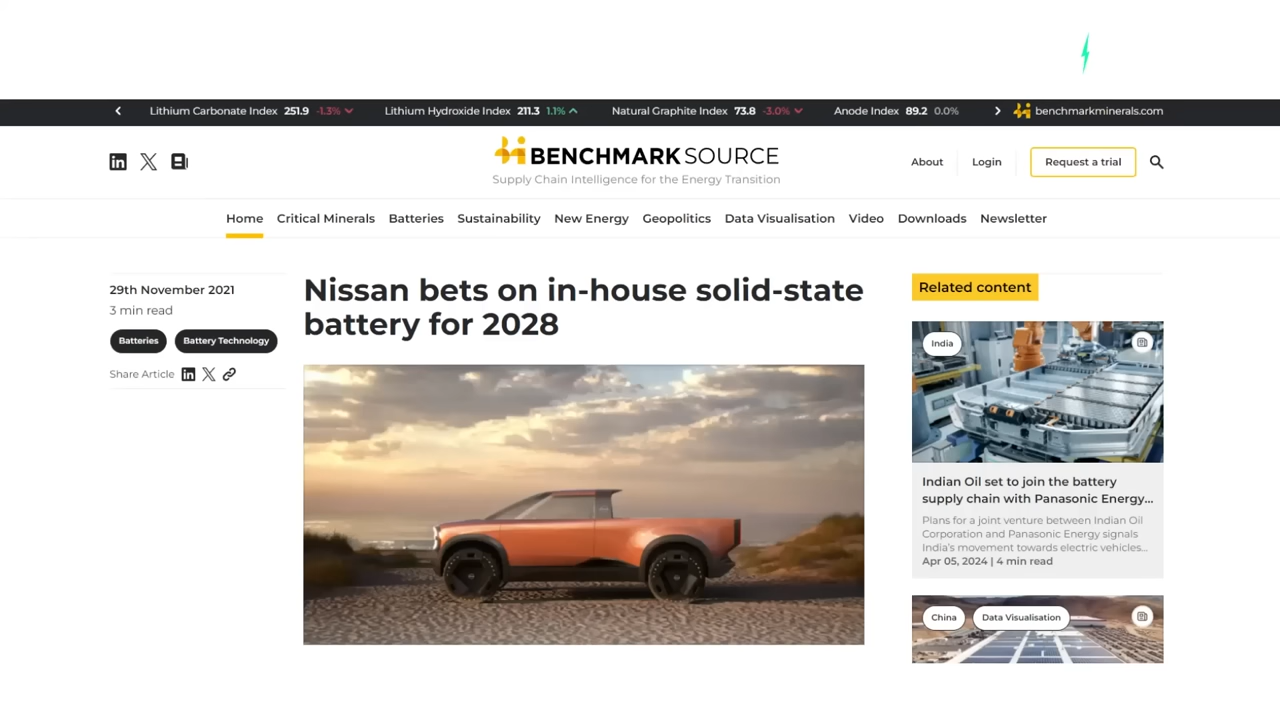 Lithium Carbonate Index 251.9 -1.3% Lithium Hydroxide Index 211.3 1.1% Natural Graphite Index 73.8 -3.0% Anode Index 89.2 0.0% benchmarkminerals.com
BENCHMARK SOURCE
Supply Chain Intelligence for the Energy Transition
About Login Request a trial
Home Critical Minerals Batteries Sustainability New Energy Geopolitics Data Visualisation Video Downloads Newsletter
29th November 2021
3 min read
Batteries Battery Technology
Share Article
Nissan bets on in-house solid-state
battery for 2028
Related content
India
Indian Oil set to join the battery
supply chain with Panasonic Energy...
Plans for a joint venture between Indian Oil
Corporation and Panasonic Energy signals
India's movement towards electric vehicles...
Apr 05, 2024 | 4 min read
China Data Visualisation